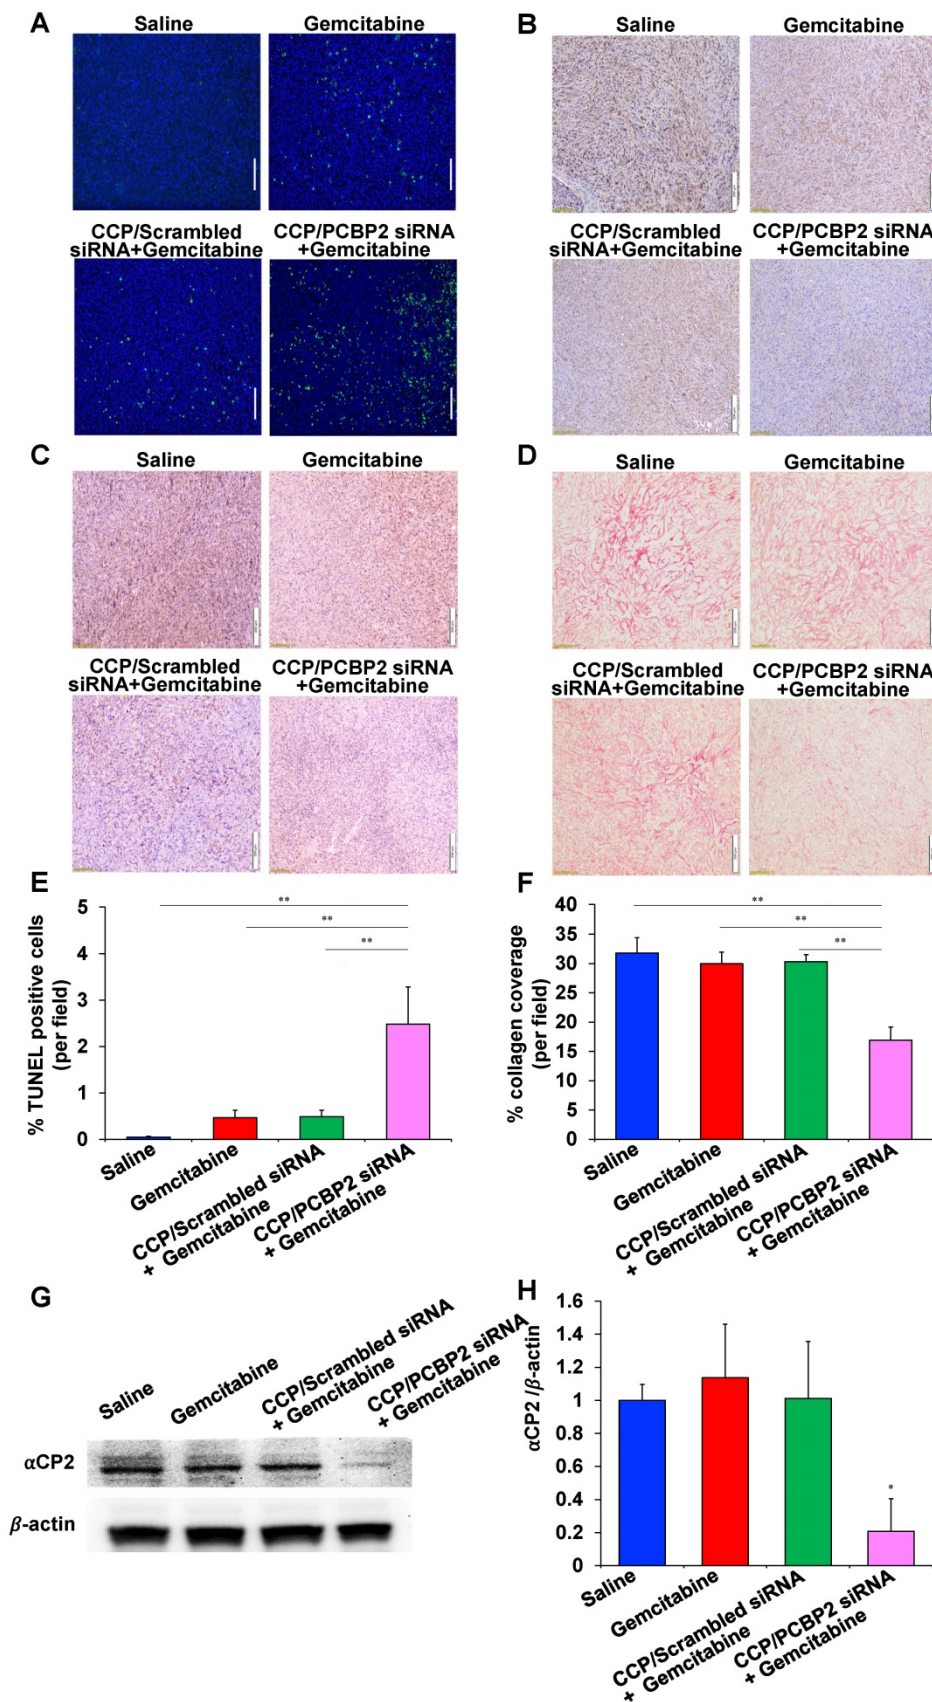 A
Saline
Gemcitabine
CCP/Scrambled
siRNA+Gemcitabine
CCP/PCBP2 siRNA
+Gemcitabine
B
Saline
Gemcitabine
CCP/Scrambled
siRNA+Gemcitabine
CCP/PCBP2 siRNA
+Gemcitabine
C
Saline
Gemcitabine
CCP/Scrambled
siRNA+Gemcitabine
CCP/PCBP2 siRNA
+Gemcitabine
D
Saline
Gemcitabine
CCP/Scrambled
siRNA+Gemcitabine
CCP/PCBP2 siRNA
+Gemcitabine
E
% TUNEL positive cells
(per field)
5
4
3
2
1
0
**
**
**
Saline
Gemcitabine
CCP/Scrambled siRNA
+ Gemcitabine
CCP/PCBP2 siRNA
+ Gemcitabine
F
% collagen coverage
(per field)
40
35
30
25
20
15
10
5
0
**
**
**
Saline
Gemcitabine
CCP/Scrambled siRNA
+ Gemcitabine
CCP/PCBP2 siRNA
+ Gemcitabine
G
Saline
Gemcitabine
CCP/Scrambled siRNA
+ Gemcitabine
CCP/PCBP2 siRNA
+ Gemcitabine
αCP2
β-actin
H
αCP2 /β-actin
1.6
1.4
1.2
1
0.8
0.6
0.4
0.2
0
*
Saline
Gemcitabine
CCP/Scrambled siRNA
+ Gemcitabine
CCP/PCBP2 siRNA
+ Gemcitabine